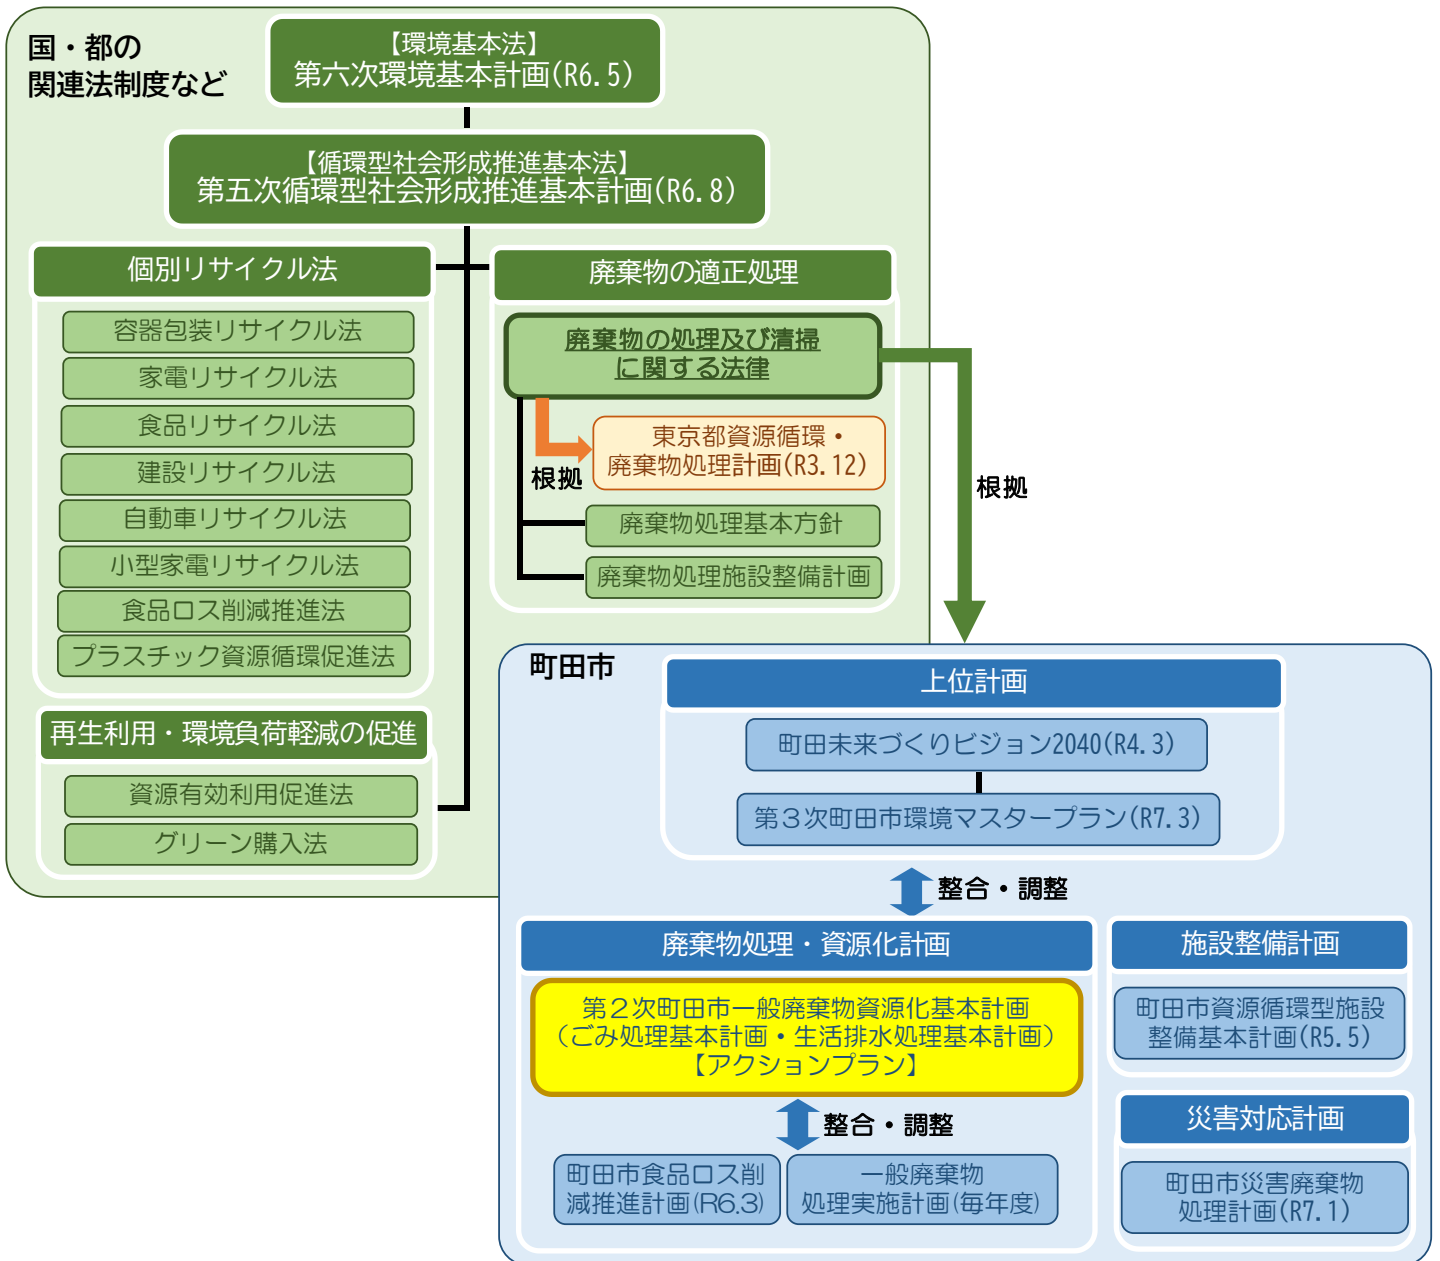 国・都の
関連法制度など
【環境基本法】
第六次環境基本計画(R6.5)
【循環型社会形成推進基本法】
第五次循環型社会形成推進基本計画(R6.8)
個別リサイクル法
容器包装リサイクル法
家電リサイクル法
食品リサイクル法
建設リサイクル法
自動車リサイクル法
小型家電リサイクル法
食品ロス削減推進法
プラスチック資源循環促進法
再生利用・環境負荷軽減の促進
資源有効利用促進法
グリーン購入法
廃棄物の適正処理
廃棄物の処理及び清掃
に関する法律
根拠
東京都資源循環・
廃棄物処理計画(R3.12)
廃棄物処理基本方針
廃棄物処理施設整備計画
根拠
町田市
上位計画
町田未来づくりビジョン2040(R4.3)
第３次町田市環境マスタープラン(R7.3)
整合・調整
廃棄物処理・資源化計画
第２次町田市一般廃棄物資源化基本計画
（ごみ処理基本計画・生活排水処理基本計画）
【アクションプラン】
整合・調整
町田市食品ロス削
減推進計画(R6.3)
一般廃棄物
処理実施計画(毎年度)
施設整備計画
町田市資源循環型施設
整備基本計画(R5.5)
災害対応計画
町田市災害廃棄物
処理計画(R7.1)